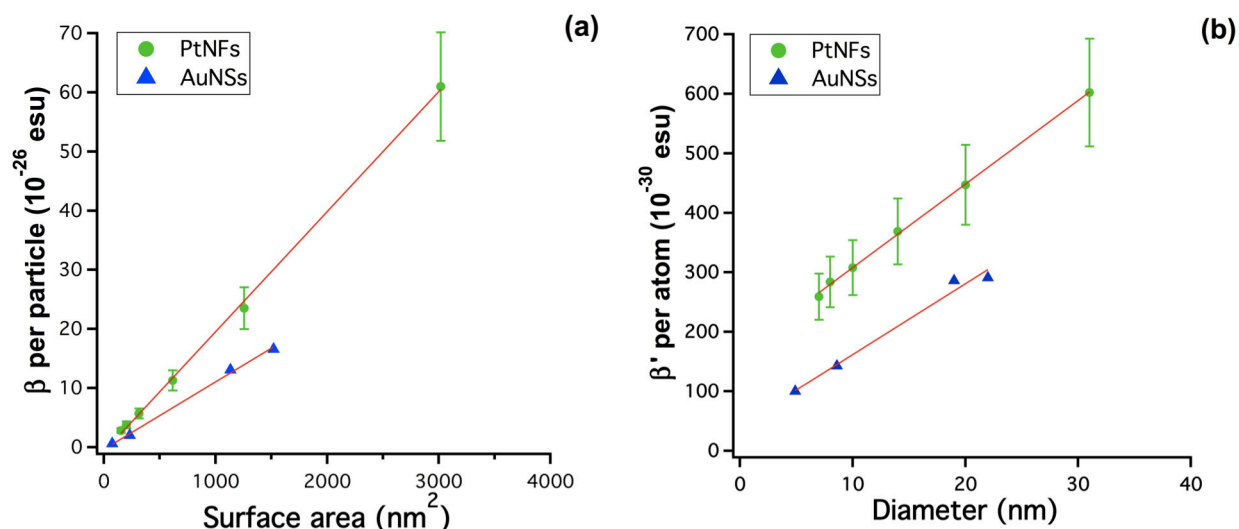 (a)
PtNFs
AuNSs
β per particle (10⁻²⁶ esu)
70
60
50
40
30
20
10
0
0 1000 2000 3000 4000
Surface area (nm²)
(b)
PtNFs
AuNSs
β' per atom (10⁻³⁰ esu)
700
600
500
400
300
200
100
0
0 10 20 30 40
Diameter (nm)